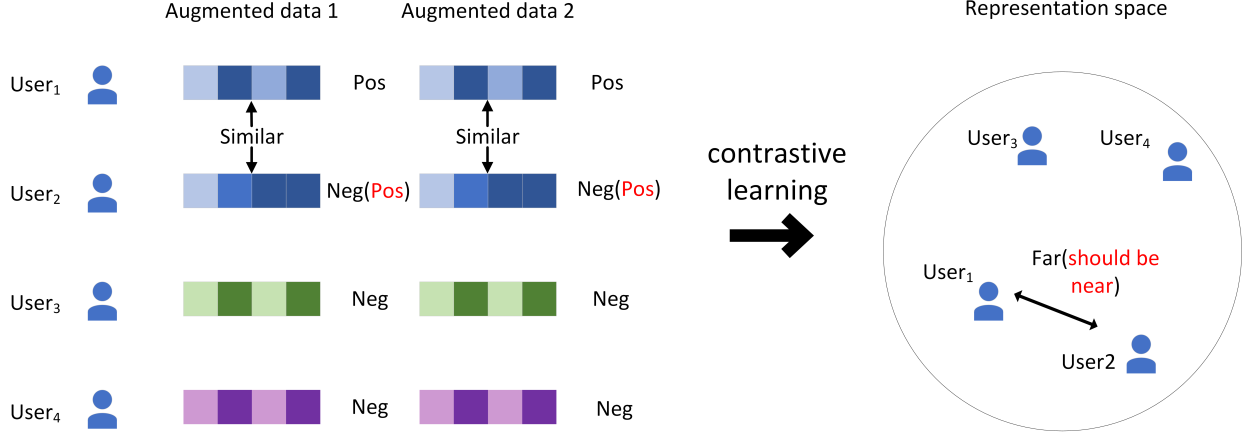 Augmented data 1
Augmented data 2
Representation space
User₁
Pos
Pos
Similar
Similar
User₂
Neg(Pos)
Neg(Pos)
User₃
Neg
Neg
User₄
Neg
Neg
contrastive
learning
User₃
User₄
User₁
Far(should be
near)
User2